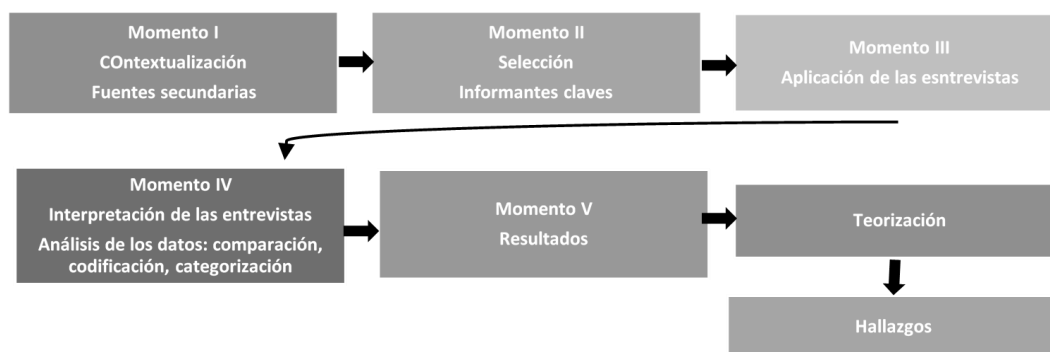 Momento I
COntextualización
Fuentes secundarias
Momento II
Selección
Informantes claves
Momento III
Aplicación de las esntrevistas
Momento IV
Interpretación de las entrevistas
Análisis de los datos: comparación,
codificación, categorización
Momento V
Resultados
Teorización
Hallazgos